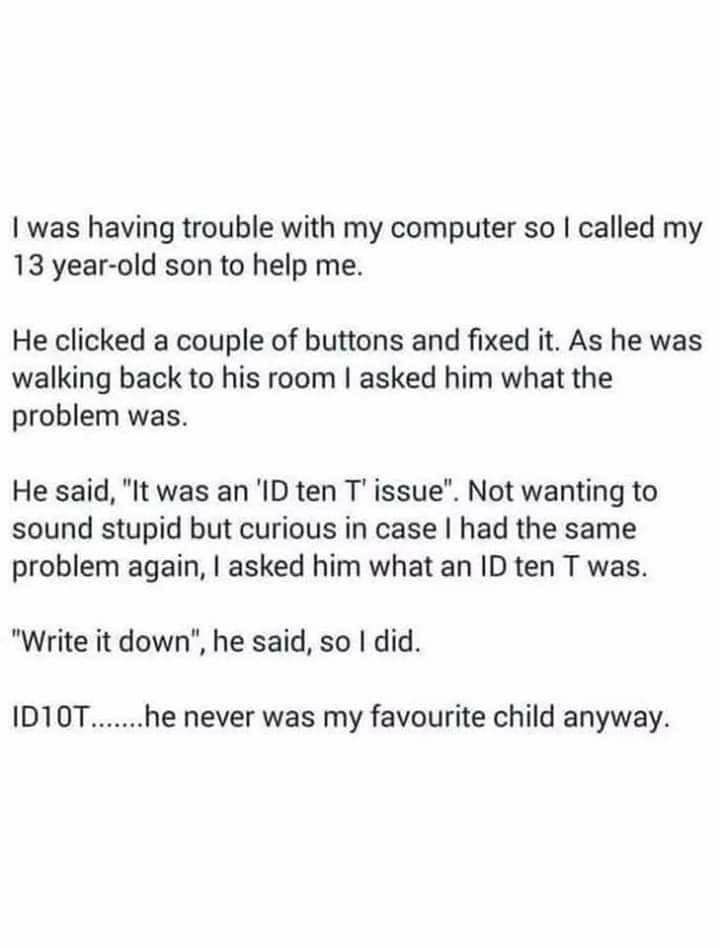 I was having trouble with my computer so I called my
13 year-old son to help me.
He clicked a couple of buttons and fixed it. As he was
walking back to his room I asked him what the
problem was.
He said, "It was an 'ID ten T' issue". Not wanting to
sound stupid but curious in case I had the same
problem again, I asked him what an ID ten T was.
"Write it down", he said, so I did.
ID10T.......he never was my favourite child anyway.